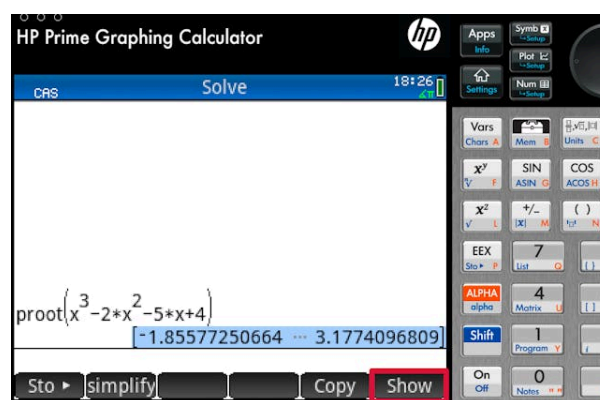 HP Prime Graphing Calculator
hp
CAS
Solve
18:26
∡π
proot(x^3-2*x^2-5*x+4)
[-1.85577250664 ··· 3.1774096809]
Sto ▸
simplify
Copy
Show
Apps
Info
Symb
Setup
Plot
Setup
Settings
Num
Setup
Vars
Chars A
Mem B
Units C
x^y
F
SIN
ASIN G
COS
ACOS H
x²
√ L
+/-
|x| M
( )
N
EEX
Sto ▸ P
7
List Q
{ }
ALPHA
alpha
4
Matrix U
[ ]
Shift
1
Program Y
i
On
Off
0
Notes " "